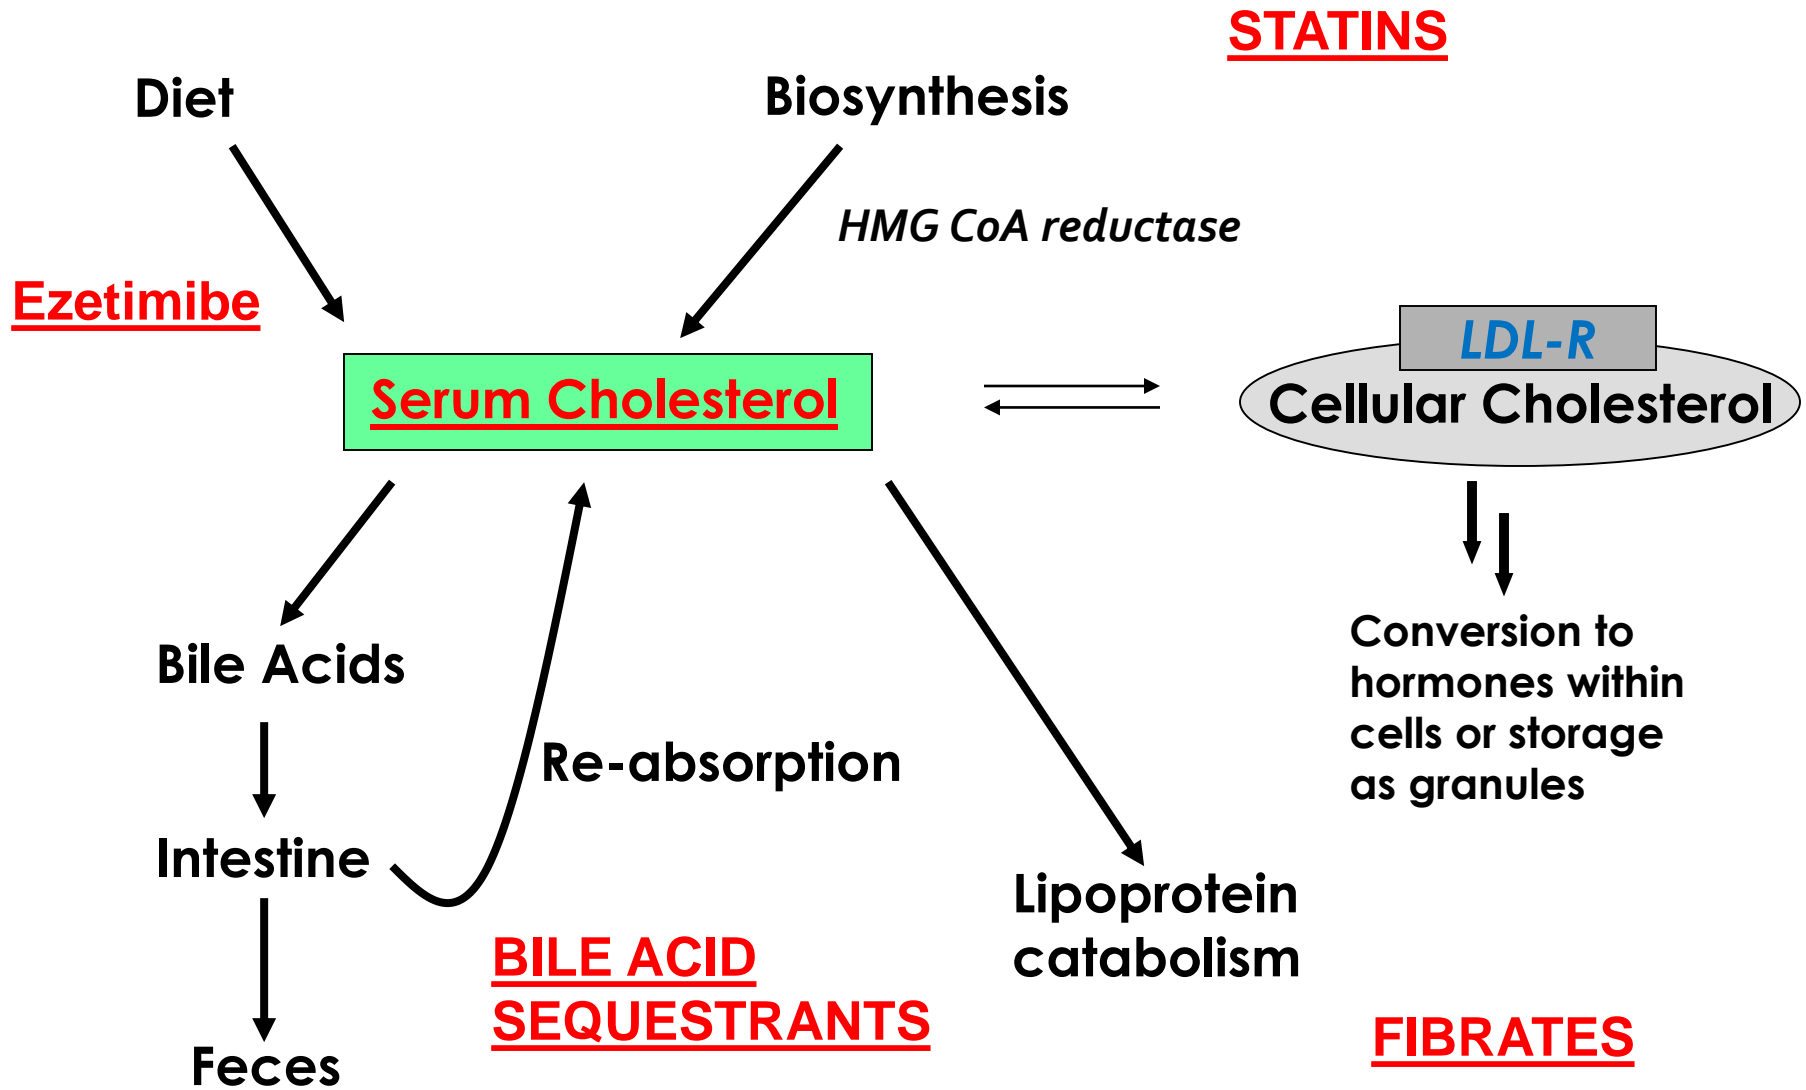 STATINS
Diet
Biosynthesis
HMG CoA reductase
Ezetimibe
LDL-R
Serum Cholesterol
Cellular Cholesterol
Conversion to
hormones within
cells or storage
as granules
Bile Acids
Re-absorption
Intestine
Lipoprotein
catabolism
BILE ACID
SEQUESTRANTS
FIBRATES
Feces